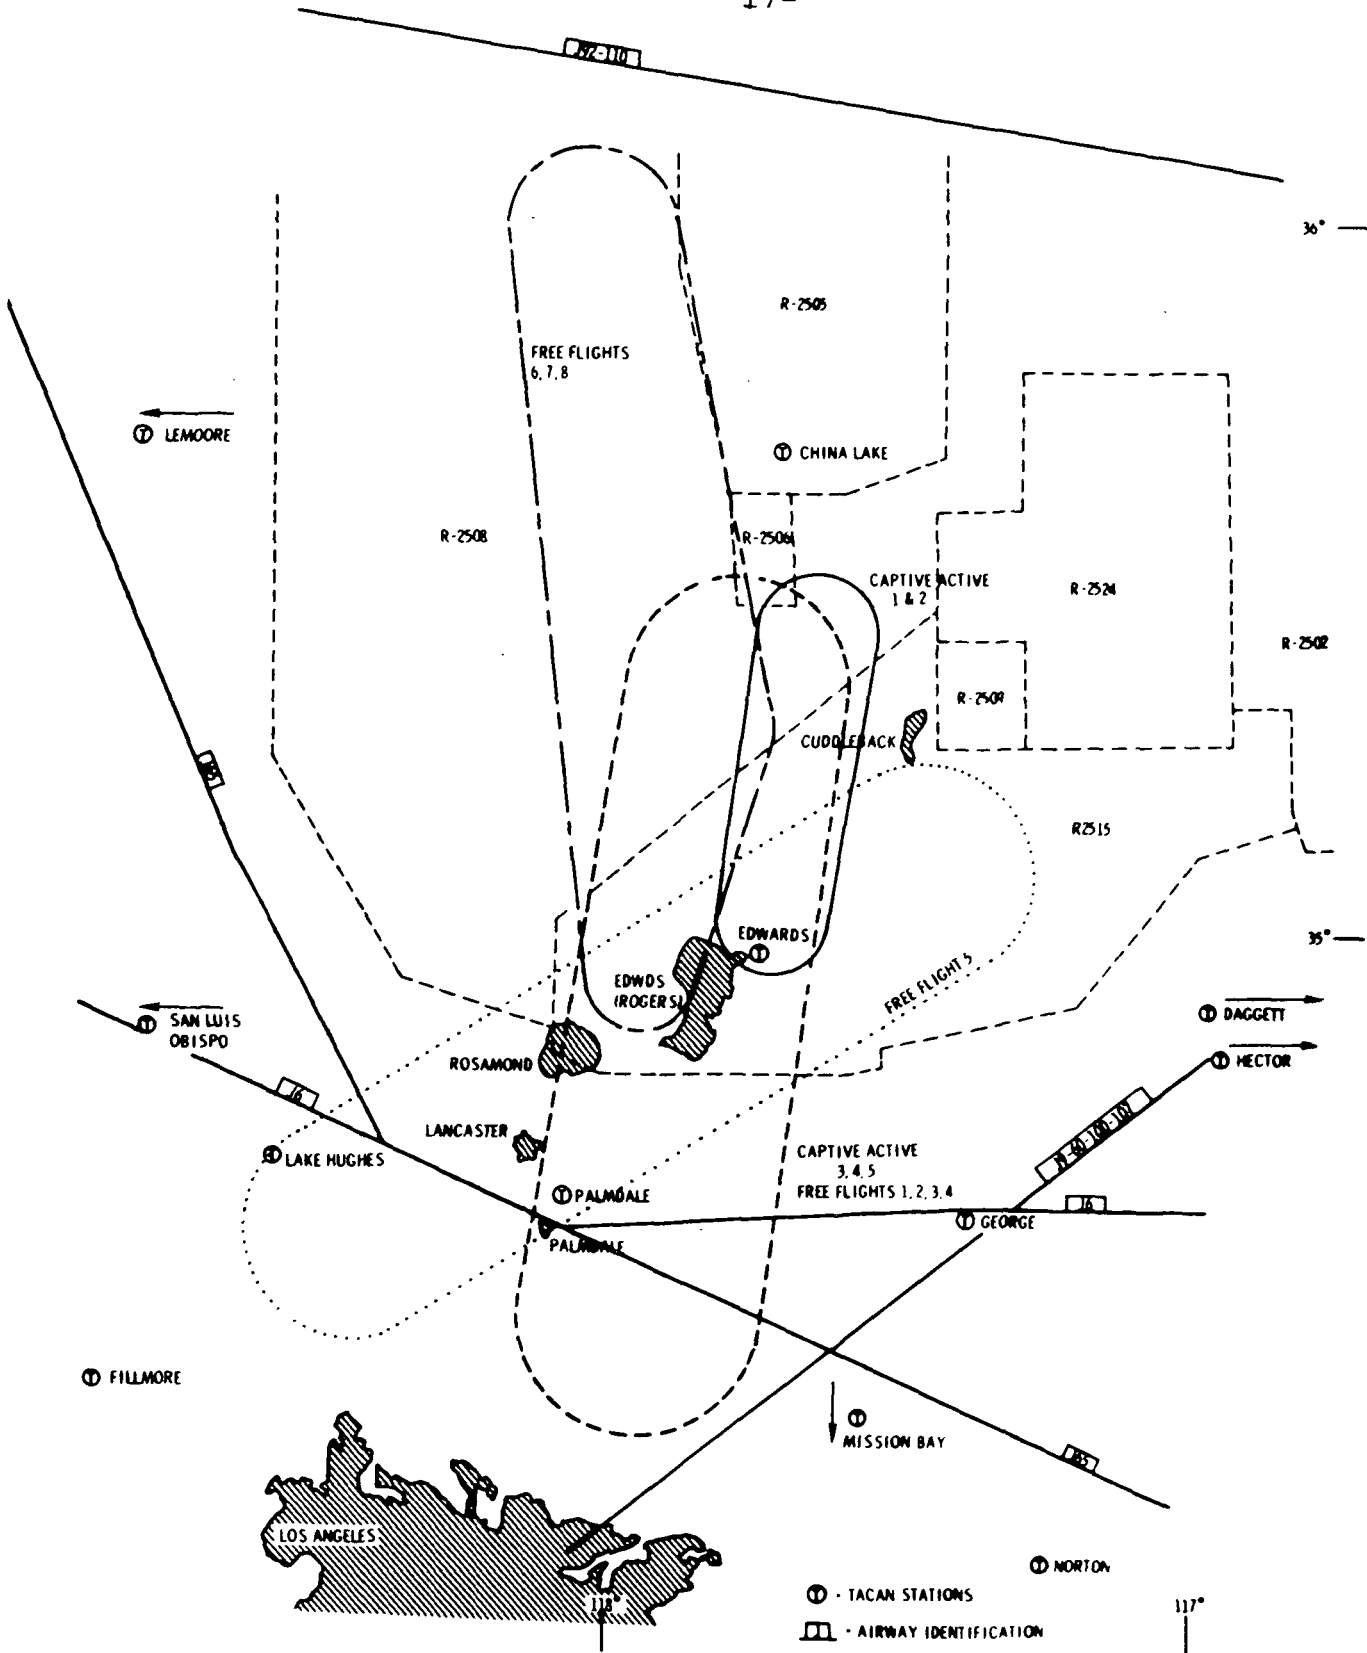 92-110
36°
R-2505
FREE FLIGHTS
6, 7, 8
LEMOORE
CHINA LAKE
R-2508
R-2506
CAPTIVE ACTIVE
1 & 2
R-2524
R-2502
R-2509
CUDDLEBACK
R2515
EDWARDS
35°
EDWDS
(ROGERS)
FREE FLIGHT 5
SAN LUIS
OBISPO
DAGGETT
HECTOR
ROSAMOND
16
LANCASTER
LAKE HUGHES
CAPTIVE ACTIVE
3, 4, 5
FREE FLIGHTS 1, 2, 3, 4
PALMDALE
16
GEORGE
PALMDALE
FILLMORE
MISSION BAY
LOS ANGELES
NORTON
T - TACAN STATIONS
118°
117°
- AIRWAY IDENTIFICATION